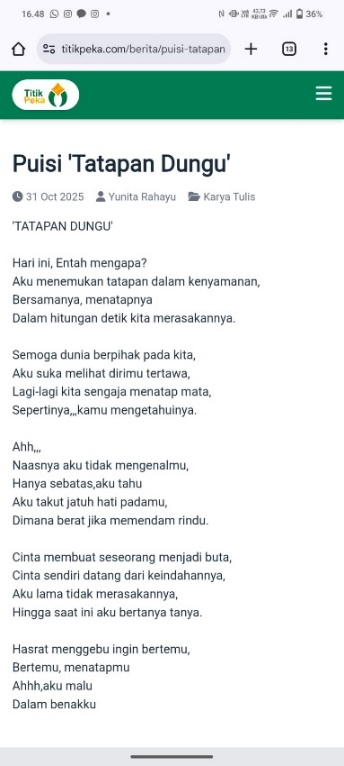 16.48
36%
titikpeka.com/berita/puisi-tatapan
13
Titik
Peka
Puisi 'Tatapan Dungu'
31 Oct 2025 Yunita Rahayu Karya Tulis
'TATAPAN DUNGU'
Hari ini, Entah mengapa?
Aku menemukan tatapan dalam kenyamanan,
Bersamanya, menatapnya
Dalam hitungan detik kita merasakannya.
Semoga dunia berpihak pada kita,
Aku suka melihat dirimu tertawa,
Lagi-lagi kita sengaja menatap mata,
Sepertinya,,,kamu mengetahuinya.
Ahh,,,
Naasnya aku tidak mengenalmu,
Hanya sebatas,aku tahu
Aku takut jatuh hati padamu,
Dimana berat jika memendam rindu.
Cinta membuat seseorang menjadi buta,
Cinta sendiri datang dari keindahannya,
Aku lama tidak merasakannya,
Hingga saat ini aku bertanya tanya.
Hasrat menggebu ingin bertemu,
Bertemu, menatapmu
Ahhh,aku malu
Dalam benakku